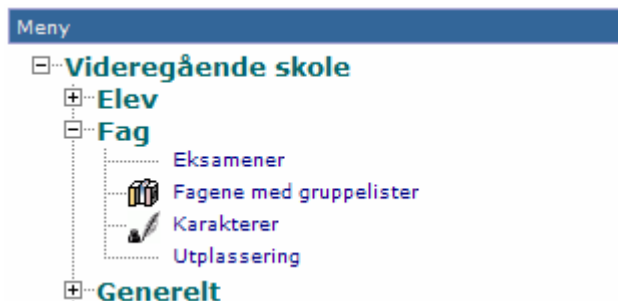 Meny
Videregående skole
Elev
Fag
Eksamener
Fagene med gruppelister
Karakterer
Utplassering
Generelt